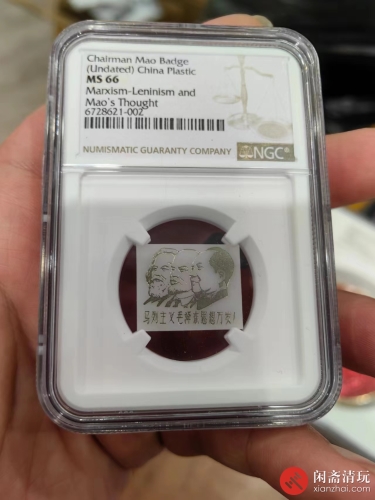 Chairman Mao Badge
(Undated) China Plastic
MS 66
Marxism-Leninism and
Mao's Thought
6728621-002
NUMISMATIC GUARANTY COMPANY NGC®
马列主义毛泽东思想万岁!
闲斋清玩
xianzhai.com